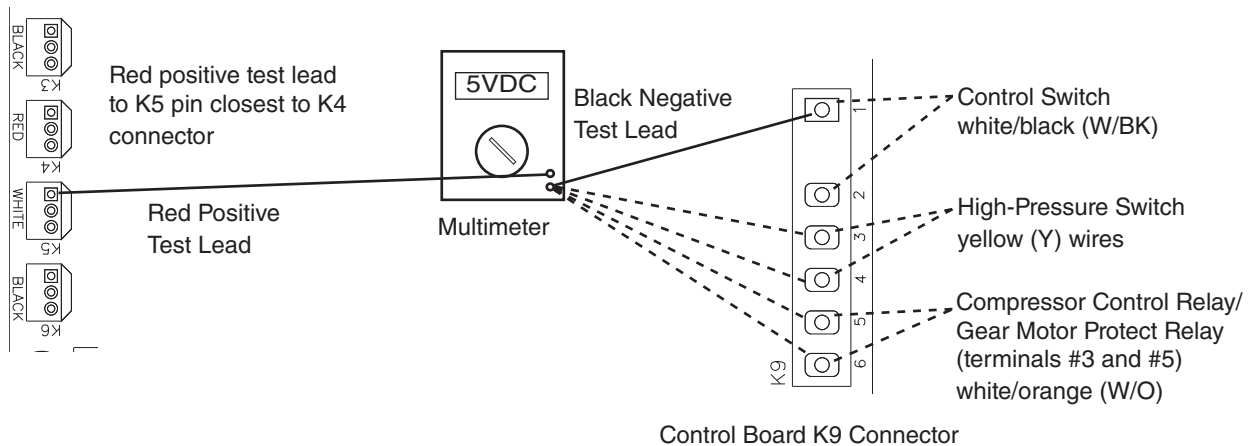 BLACK
K3
RED
K4
WHITE
K5
BLACK
K6
Red positive test lead
to K5 pin closest to K4
connector
Red Positive
Test Lead
5VDC
Multimeter
Black Negative
Test Lead
1
2
3
4
5
6
K9
Control Switch
white/black (W/BK)
High-Pressure Switch
yellow (Y) wires
Compressor Control Relay/
Gear Motor Protect Relay
(terminals #3 and #5)
white/orange (W/O)
Control Board K9 Connector